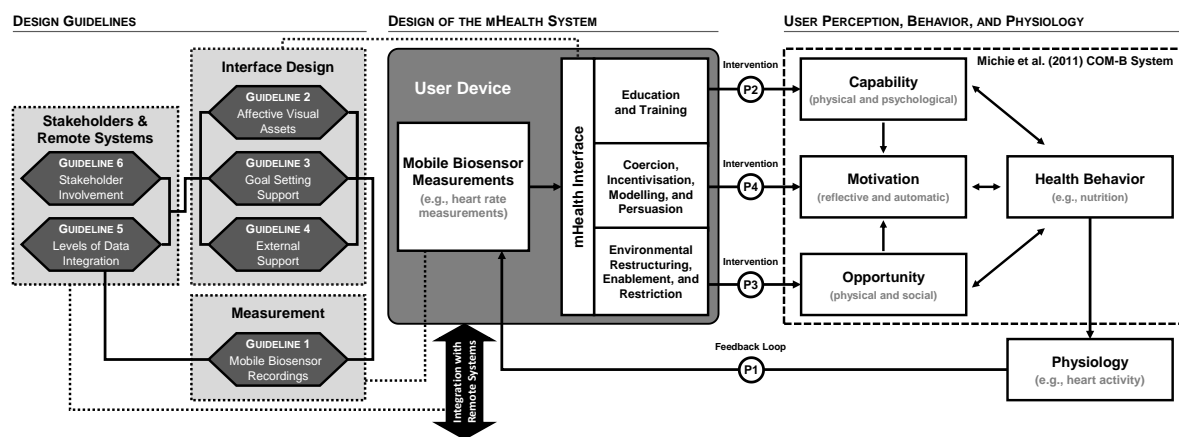 DESIGN GUIDELINES
DESIGN OF THE MHEALTH SYSTEM
USER PERCEPTION, BEHAVIOR, AND PHYSIOLOGY
Interface Design
GUIDELINE 2
Affective Visual
Assets
GUIDELINE 3
Goal Setting
Support
GUIDELINE 4
External
Support
Stakeholders &
Remote Systems
GUIDELINE 6
Stakeholder
Involvement
GUIDELINE 5
Levels of Data
Integration
Measurement
GUIDELINE 1
Mobile Biosensor
Recordings
User Device
Mobile Biosensor
Measurements
(e.g., heart rate
measurements)
mHealth Interface
Education
and Training
Coercion,
Incentivisation,
Modelling, and
Persuasion
Environmental
Restructuring,
Enablement, and
Restriction
Integration with
Remote Systems
Intervention
P2
Intervention
P4
Intervention
P3
Feedback Loop
P1
Michie et al. (2011) COM-B System
Capability
(physical and psychological)
Motivation
(reflective and automatic)
Opportunity
(physical and social)
Health Behavior
(e.g., nutrition)
Physiology
(e.g., heart activity)